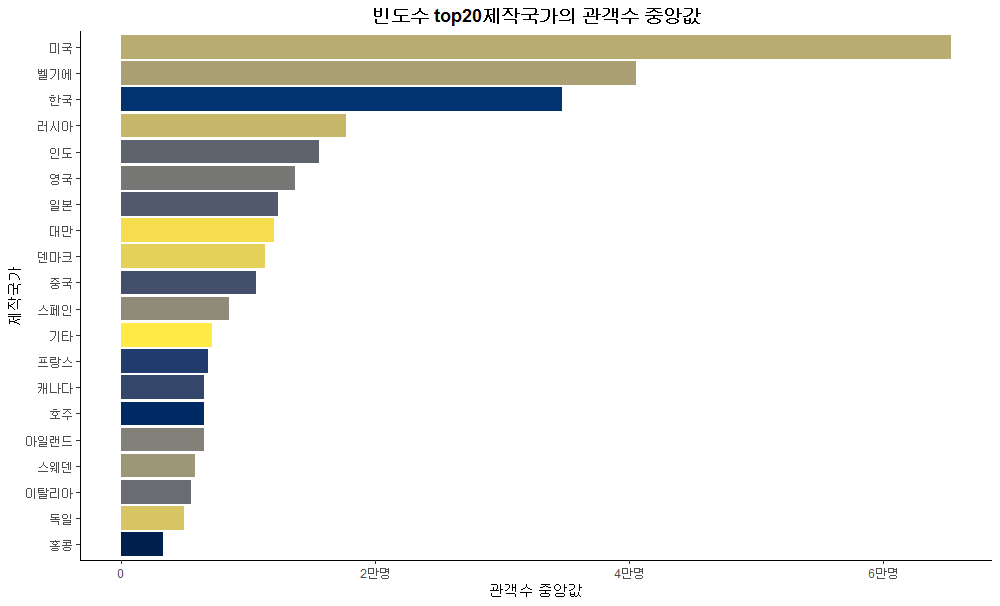 빈도수 top20제작국가의 관객수 중앙값
미국
벨기에
한국
러시아
인도
영국
일본
대만
덴마크
중국
스페인
기타
프랑스
캐나다
호주
아일랜드
스웨덴
이탈리아
독일
홍콩
제작국가
0 2만명 4만명 6만명
관객수 중앙값